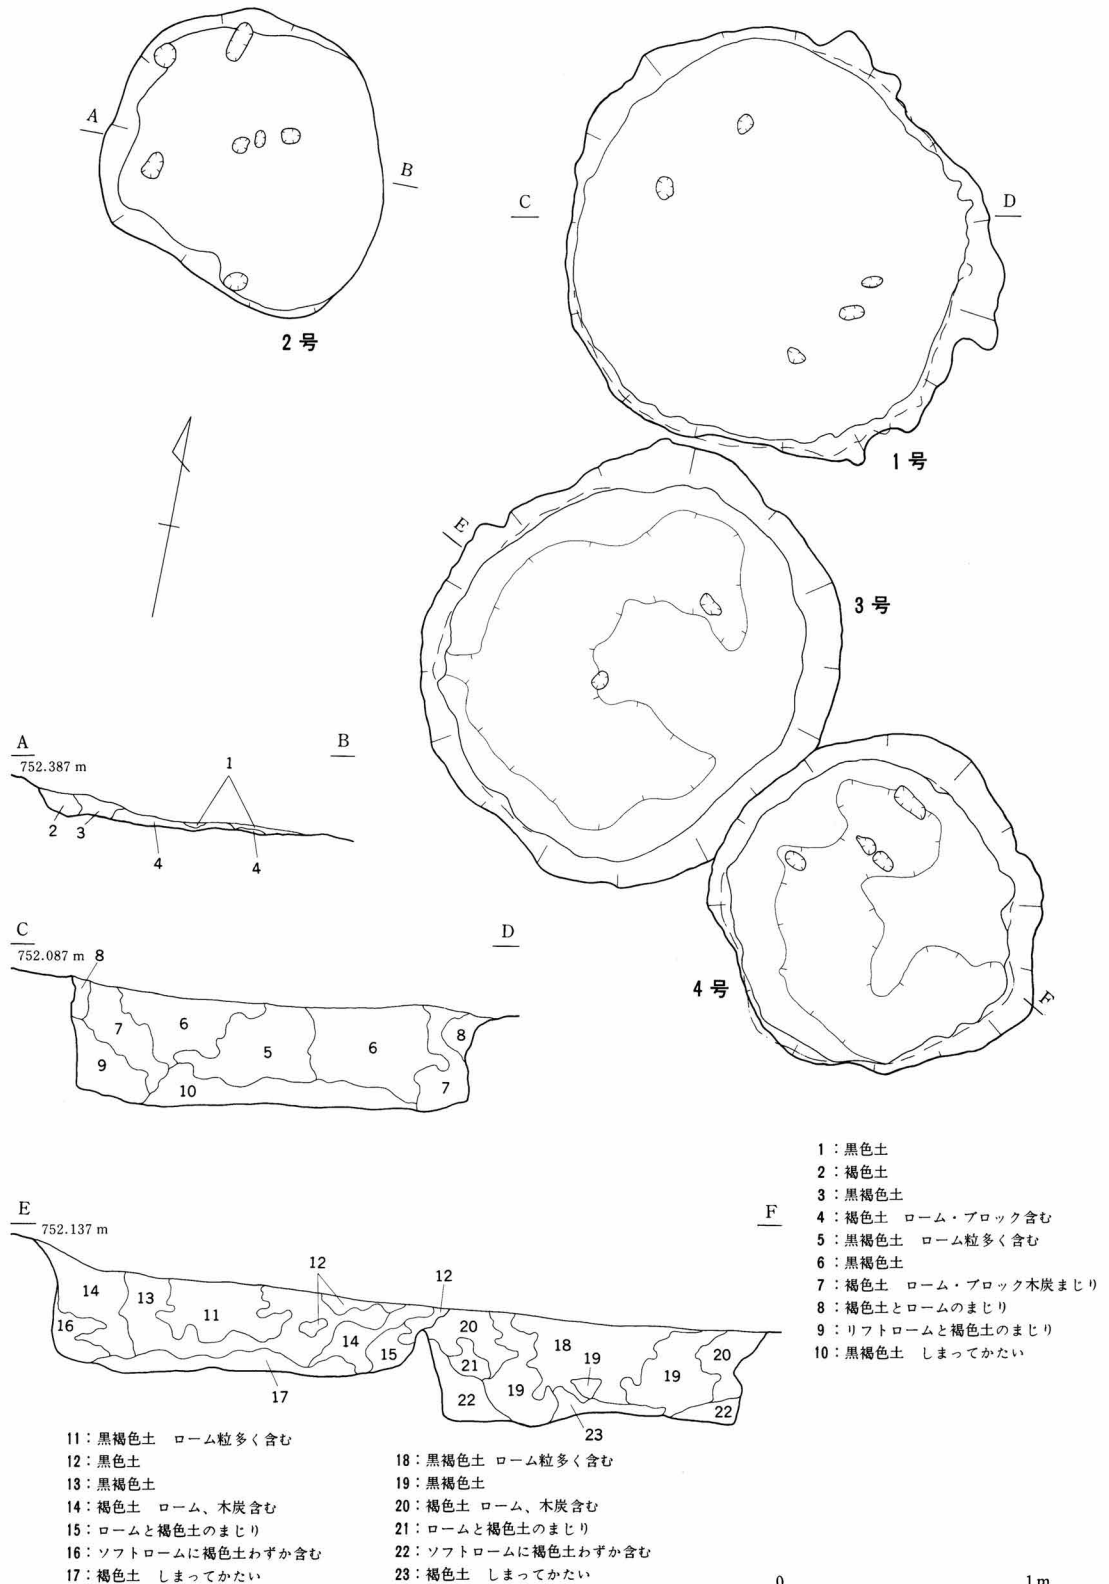 A
B
2 号
C
D
1 号
E
3 号
4 号
F
A
B
752.387 m
1
2
3
4
4
C
D
752.087 m
8
7
6
5
6
8
9
10
7
E
F
752.137 m
12
12
14
13
11
16
14
15
17
20
18
20
21
19
19
19
22
22
23
1：黒色土
2：褐色土
3：黒褐色土
4：褐色土 ローム・ブロック含む
5：黒褐色土 ローム粒多く含む
6：黒褐色土
7：褐色土 ローム・ブロック木炭まじり
8：褐色土とロームのまじり
9：リフトロームと褐色土のまじり
10：黒褐色土 しまってかたい
11：黒褐色土 ローム粒多く含む
12：黒色土
13：黒褐色土
14：褐色土 ローム、木炭含む
15：ロームと褐色土のまじり
16：ソフトロームに褐色土わずか含む
17：褐色土 しまってかたい
18：黒褐色土 ローム粒多く含む
19：黒褐色土
20：褐色土 ローム、木炭含む
21：ロームと褐色土のまじり
22：ソフトロームに褐色土わずか含む
23：褐色土 しまってかたい
0 1 m